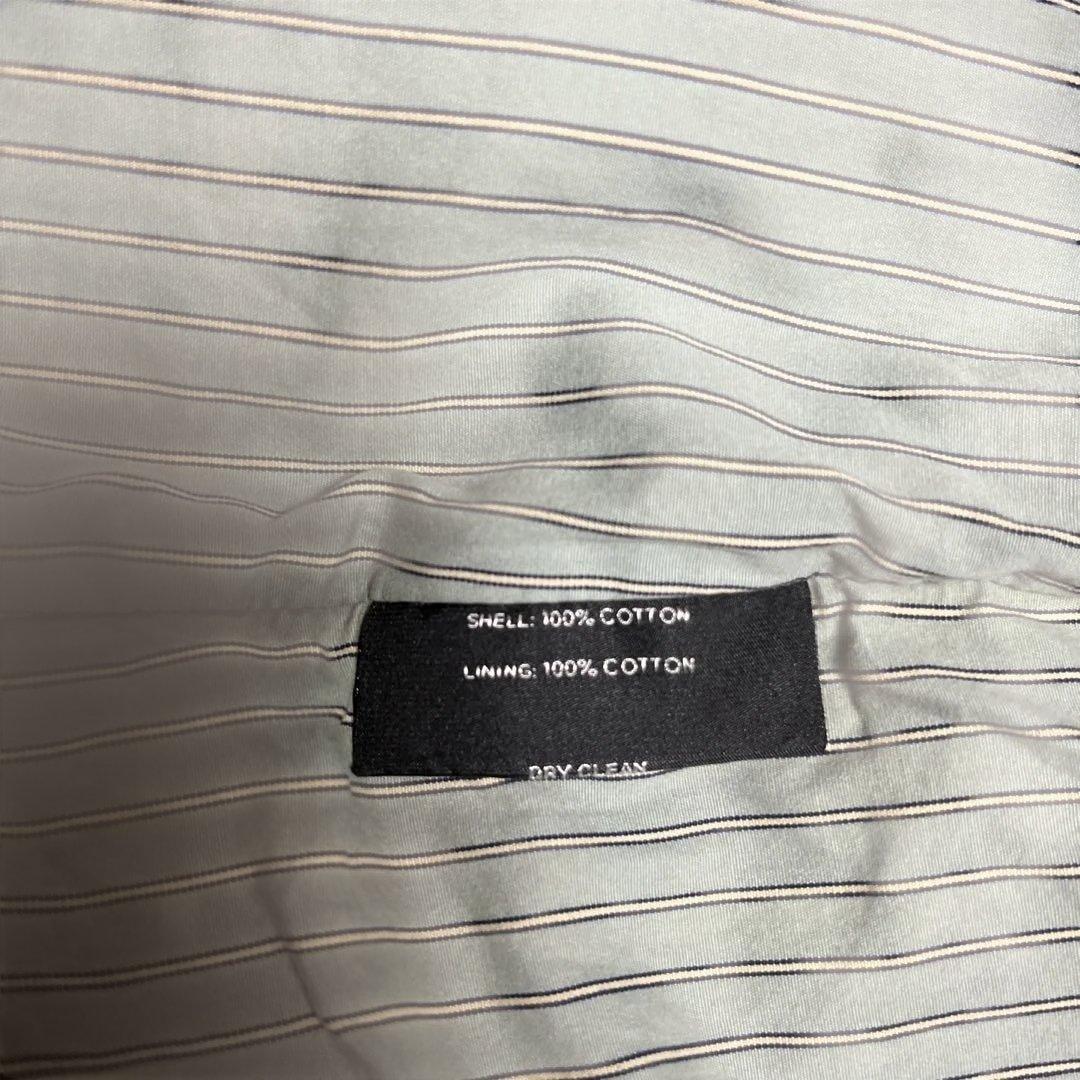 SHELL: 100% COTTON
LINING: 100% COTTON
DRY CLEAN